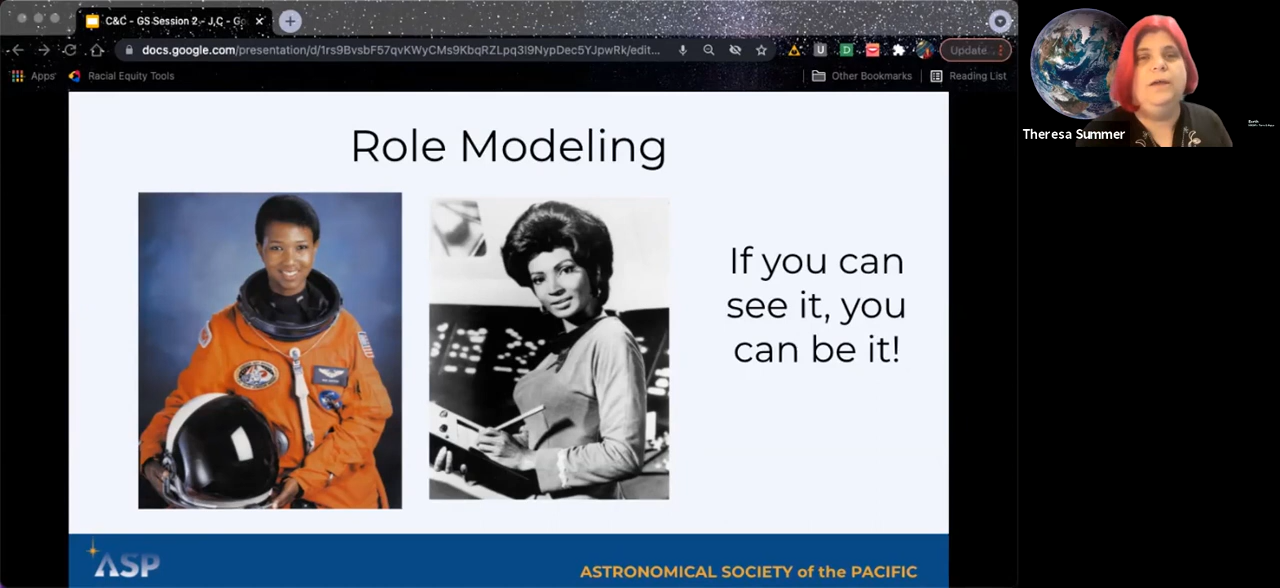 C&C - GS Session 2 - J,C - Go
docs.google.com/presentation/d/1rs9BvsbF57qvKWyCMs9KbqRZLpq3l9NypDec5YJpwRk/edit...
Update
Apps
Racial Equity Tools
Other Bookmarks
Reading List
Theresa Summer
Role Modeling
If you can
see it, you
can be it!
ASP
ASTRONOMICAL SOCIETY of the PACIFIC